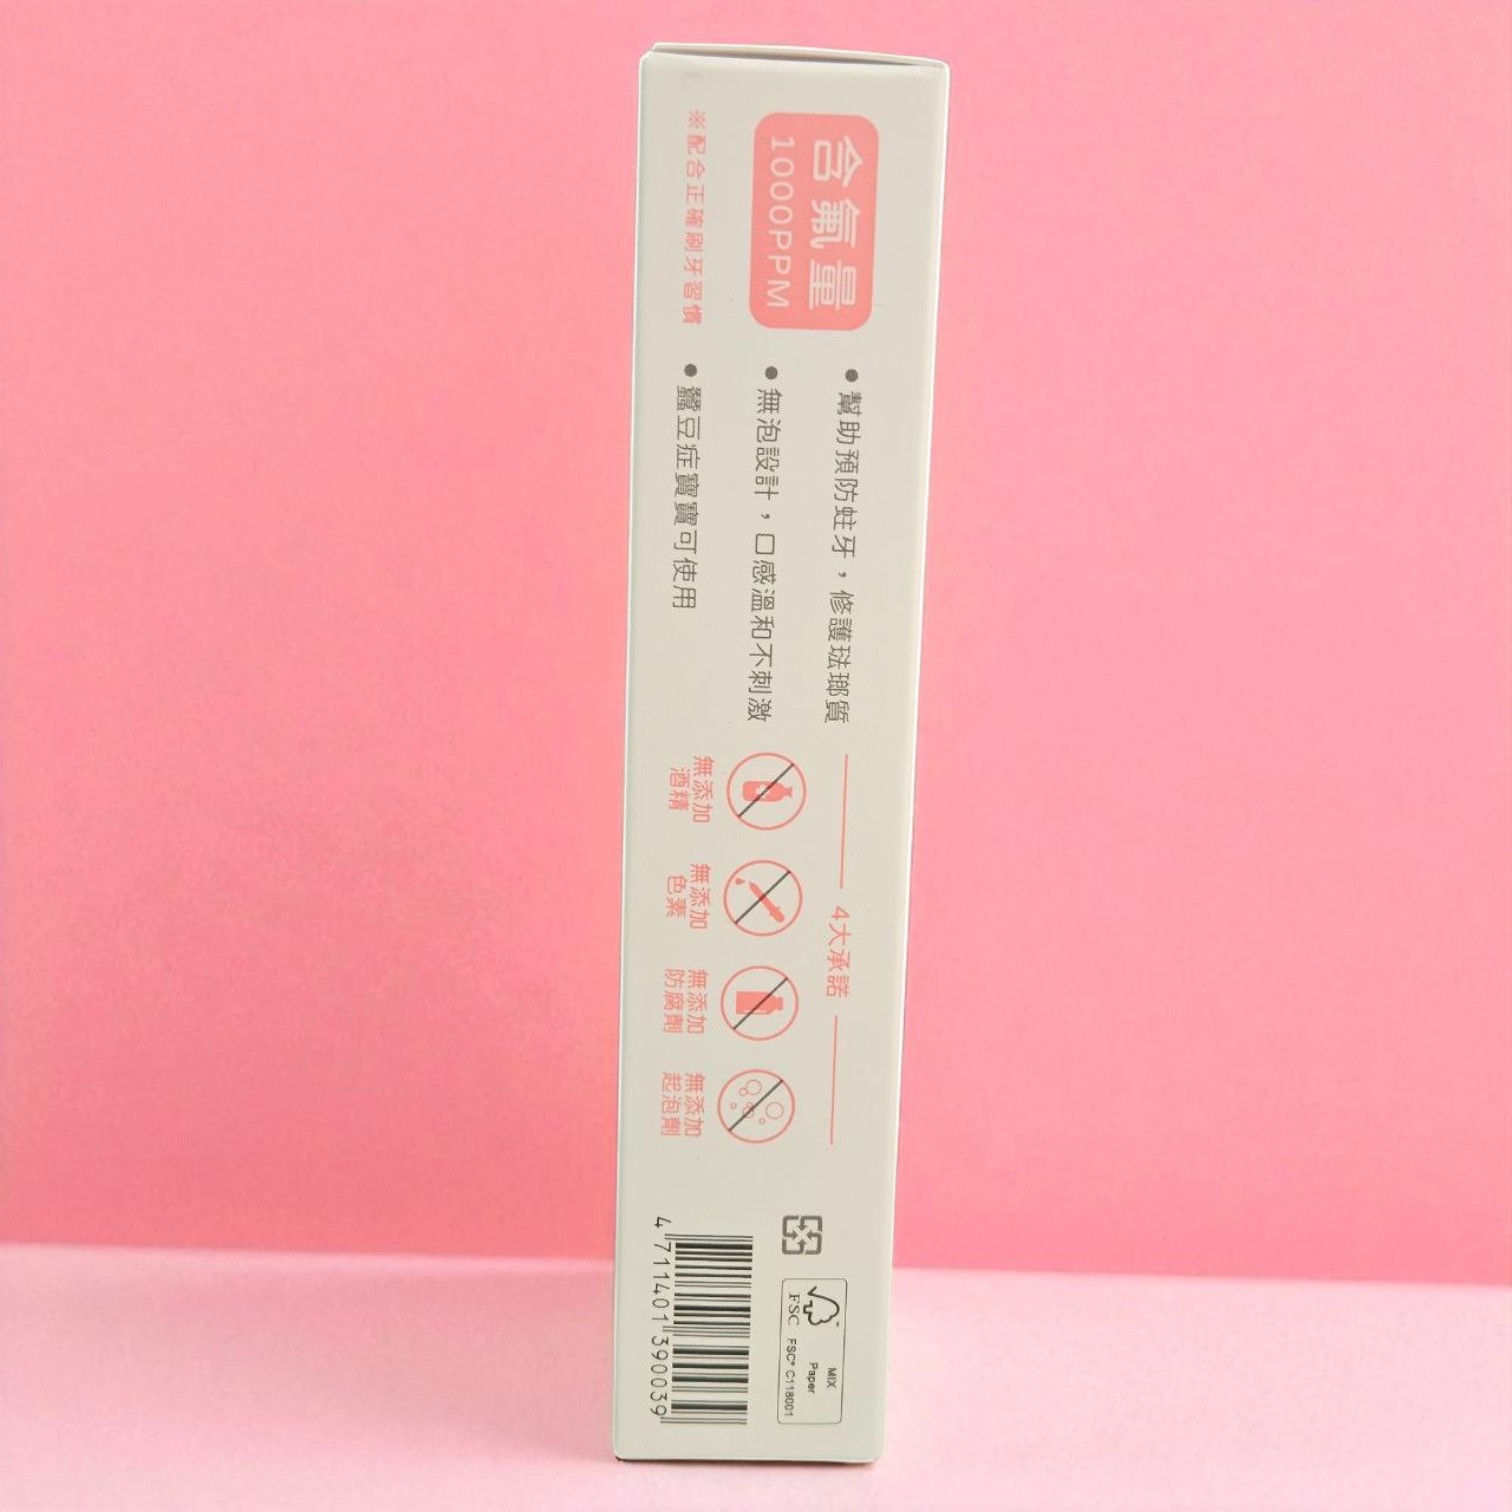 含氟量
1000PPM
※配合正確刷牙習慣
● 幫助預防蛀牙，修護琺瑯質
● 無泡設計，口感溫和不刺激
● 蠶豆症寶寶可使用
4大承諾
無添加
酒精
無添加
色素
無添加
防腐劑
無添加
起泡劑
FSC
MIX
Paper
FSC® C118001
4 711401 390039